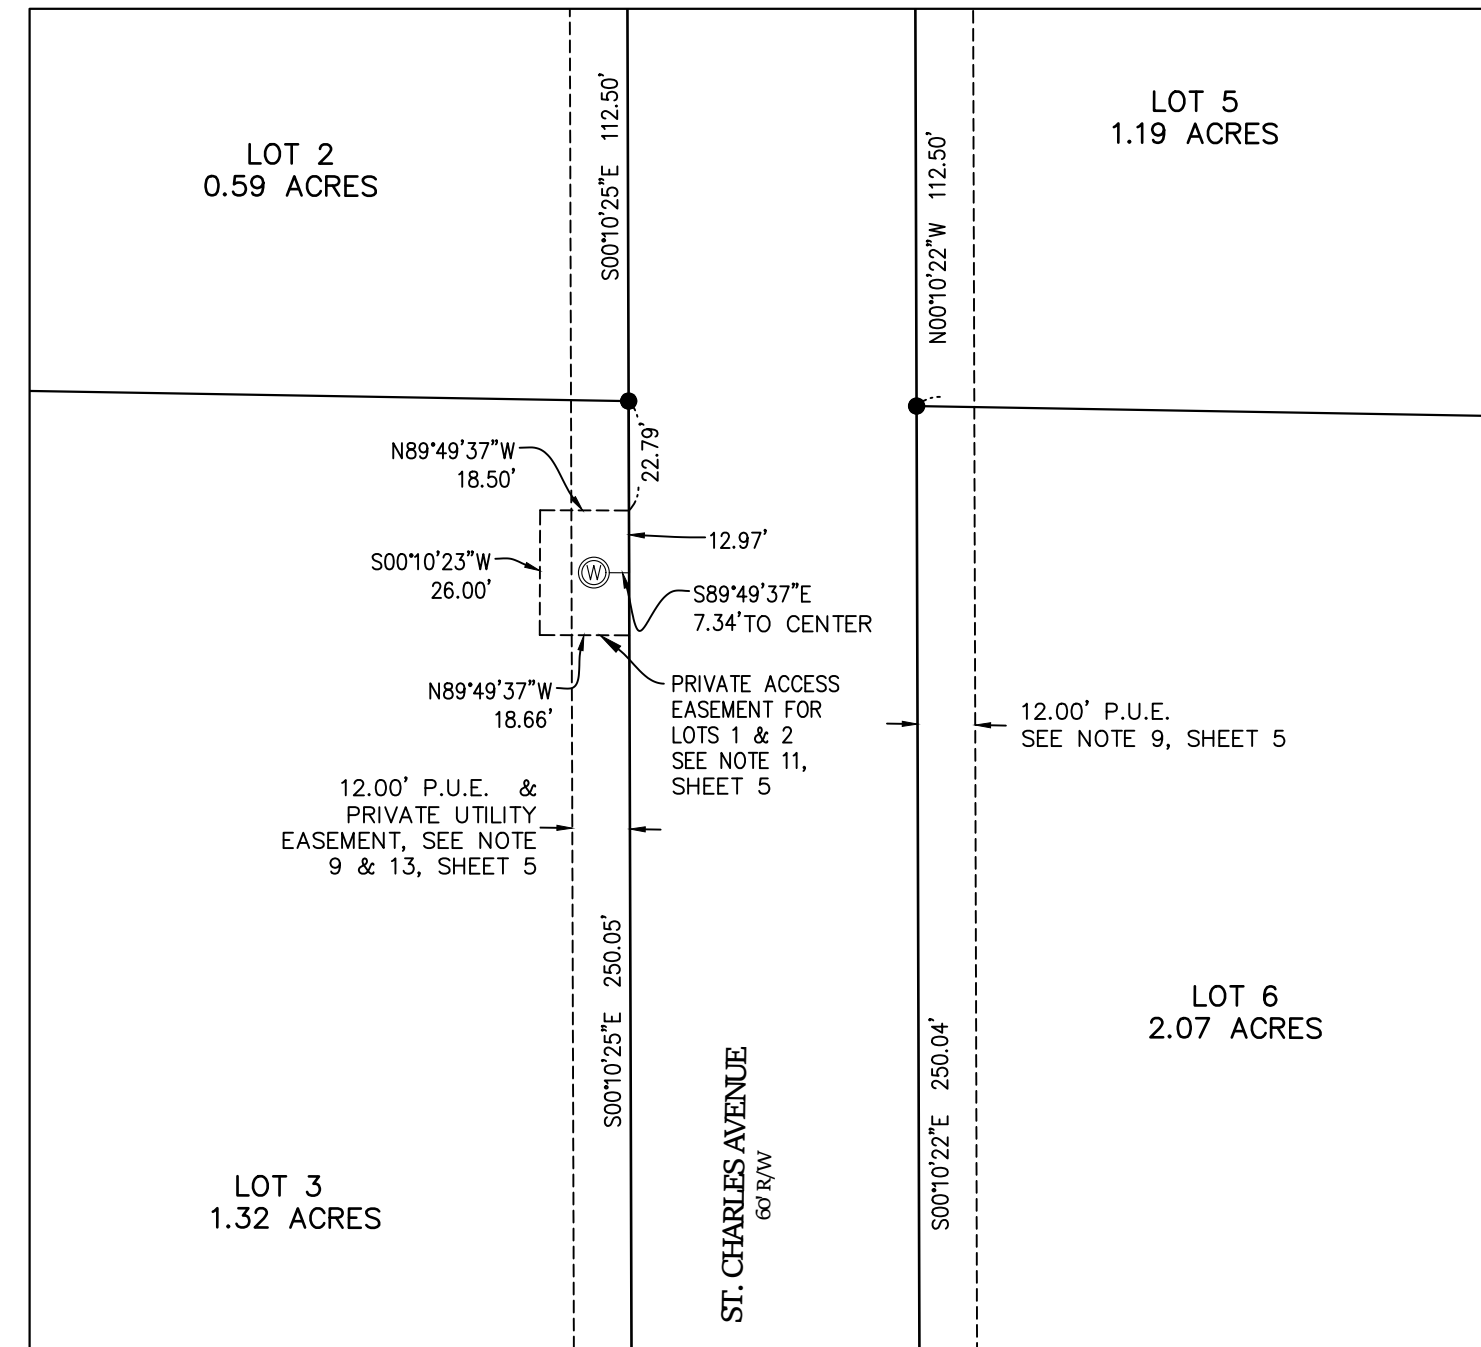 LOT 2
0.59 ACRES
S00°10'25"E 112.50'
N00°10'22"W 112.50'
LOT 5
1.19 ACRES
N89°49'37"W
18.50'
22.79'
12.97'
S00°10'23"W
26.00'
W
S89°49'37"E
7.34'TO CENTER
N89°49'37"W
18.66'
PRIVATE ACCESS
EASEMENT FOR
LOTS 1 & 2
SEE NOTE 11,
SHEET 5
12.00' P.U.E.
SEE NOTE 9, SHEET 5
12.00' P.U.E. &
PRIVATE UTILITY
EASEMENT, SEE NOTE
9 & 13, SHEET 5
S00°10'25"E 250.05'
S00°10'22"E 250.04'
LOT 6
2.07 ACRES
ST. CHARLES AVENUE
60' R/W
LOT 3
1.32 ACRES